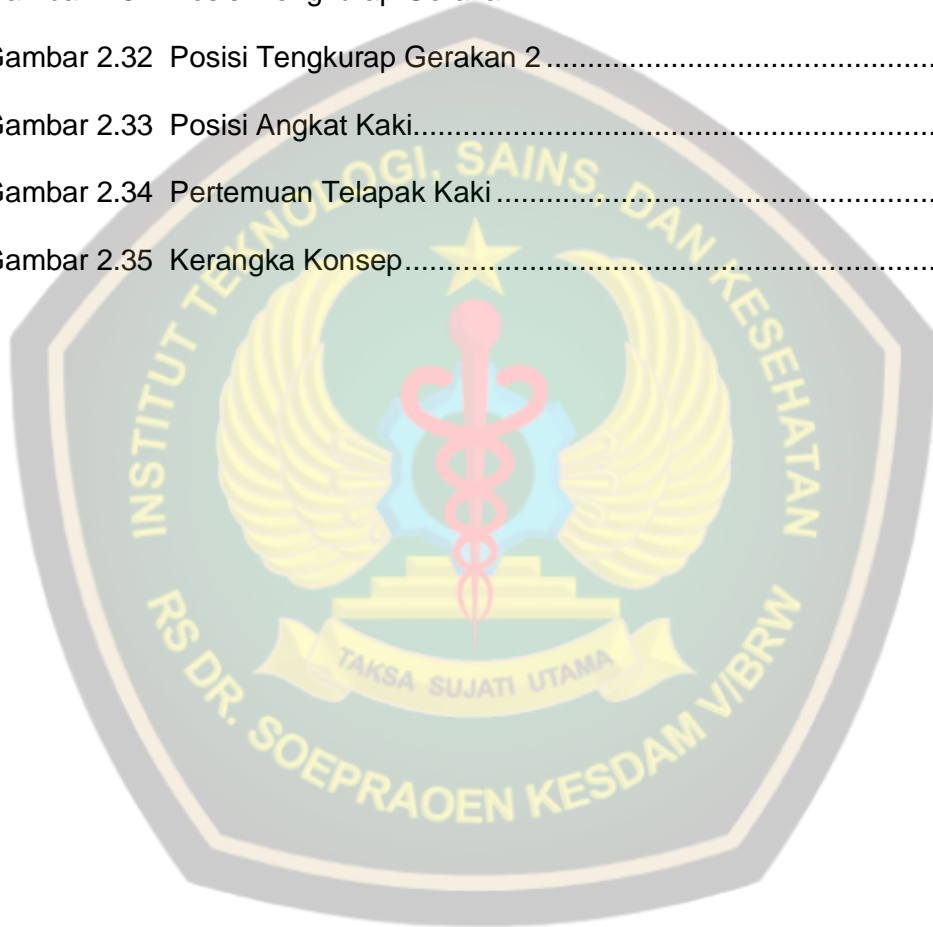 Gambar 2.32 Posisi Tengkurap Gerakan 2........................................................
Gambar 2.33 Posisi Angkat Kaki........................................................................
Gambar 2.34 Pertemuan Telapak Kaki..............................................................
Gambar 2.35 Kerangka Konsep.........................................................................
INSTITUT TEKNOLOGI, SAINS, DAN KESEHATAN
TAKSA SUJATI UTAMA
RS DR. SOEPRAOEN KESDAM V/BRW